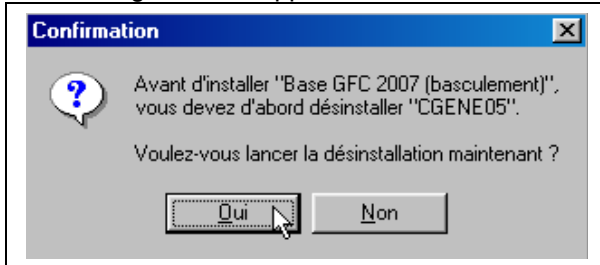 Confirmation
Avant d'installer "Base GFC 2007 (basculement)",
vous devez d'abord désinstaller "CGENE05".
Voulez-vous lancer la désinstallation maintenant ?
Oui
Non